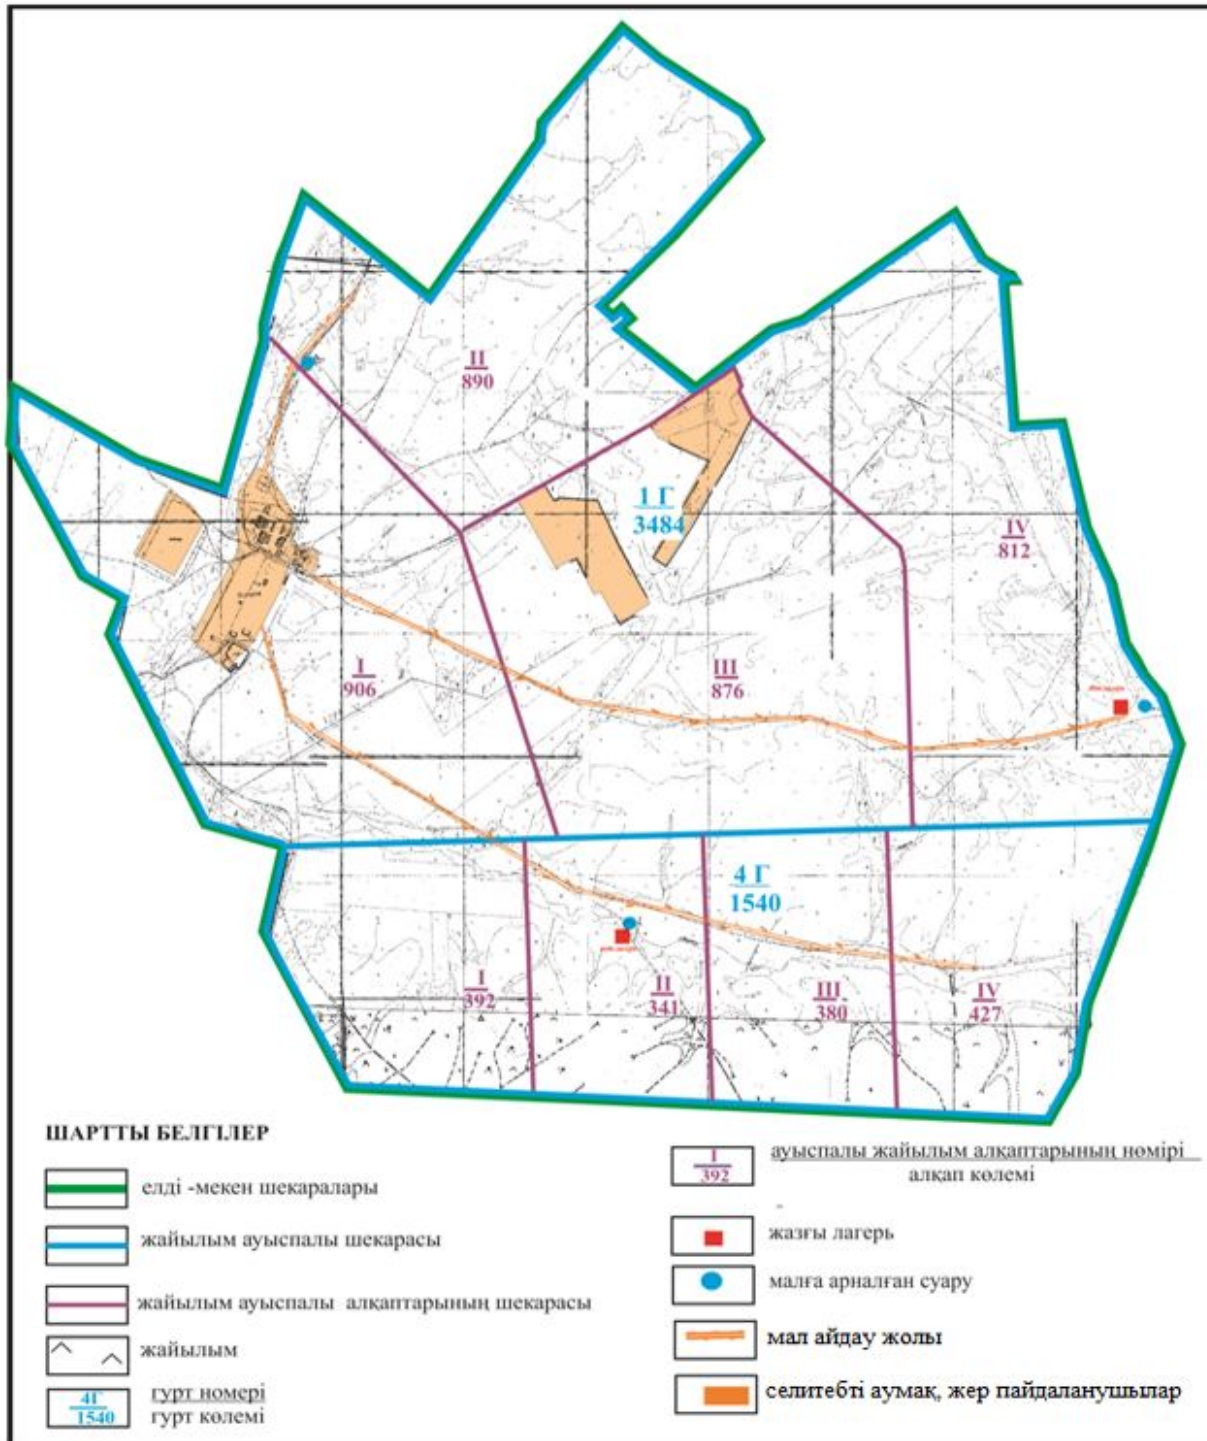 II
890
1 Г
3484
IV
812
I
906
III
876
4 Г
1540
I
392
II
341
III
380
IV
427
ШАРТТЫ БЕЛГІЛЕР
елді -мекен шекаралары
жайылым ауыспалы шекарасы
жайылым ауыспалы алқаптарының шекарасы
жайылым
4Г
1540
гурт номері
гурт көлемі
I
392
ауыспалы жайылым алқаптарының нөмірі
алқап көлемі
жазғы лагерь
малға арналған суару
мал айдау жолы
селитебті аумақ, жер пайдаланушылар